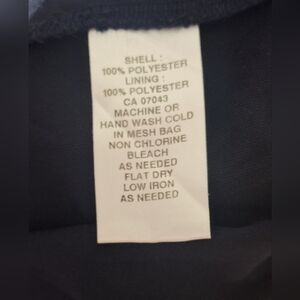 SHELL :
100% POLYESTER
LINING :
100% POLYESTER
CA 07043
MACHINE OR
HAND WASH COLD
IN MESH BAG
NON CHLORINE
BLEACH
AS NEEDED
FLAT DRY
LOW IRON
AS NEEDED